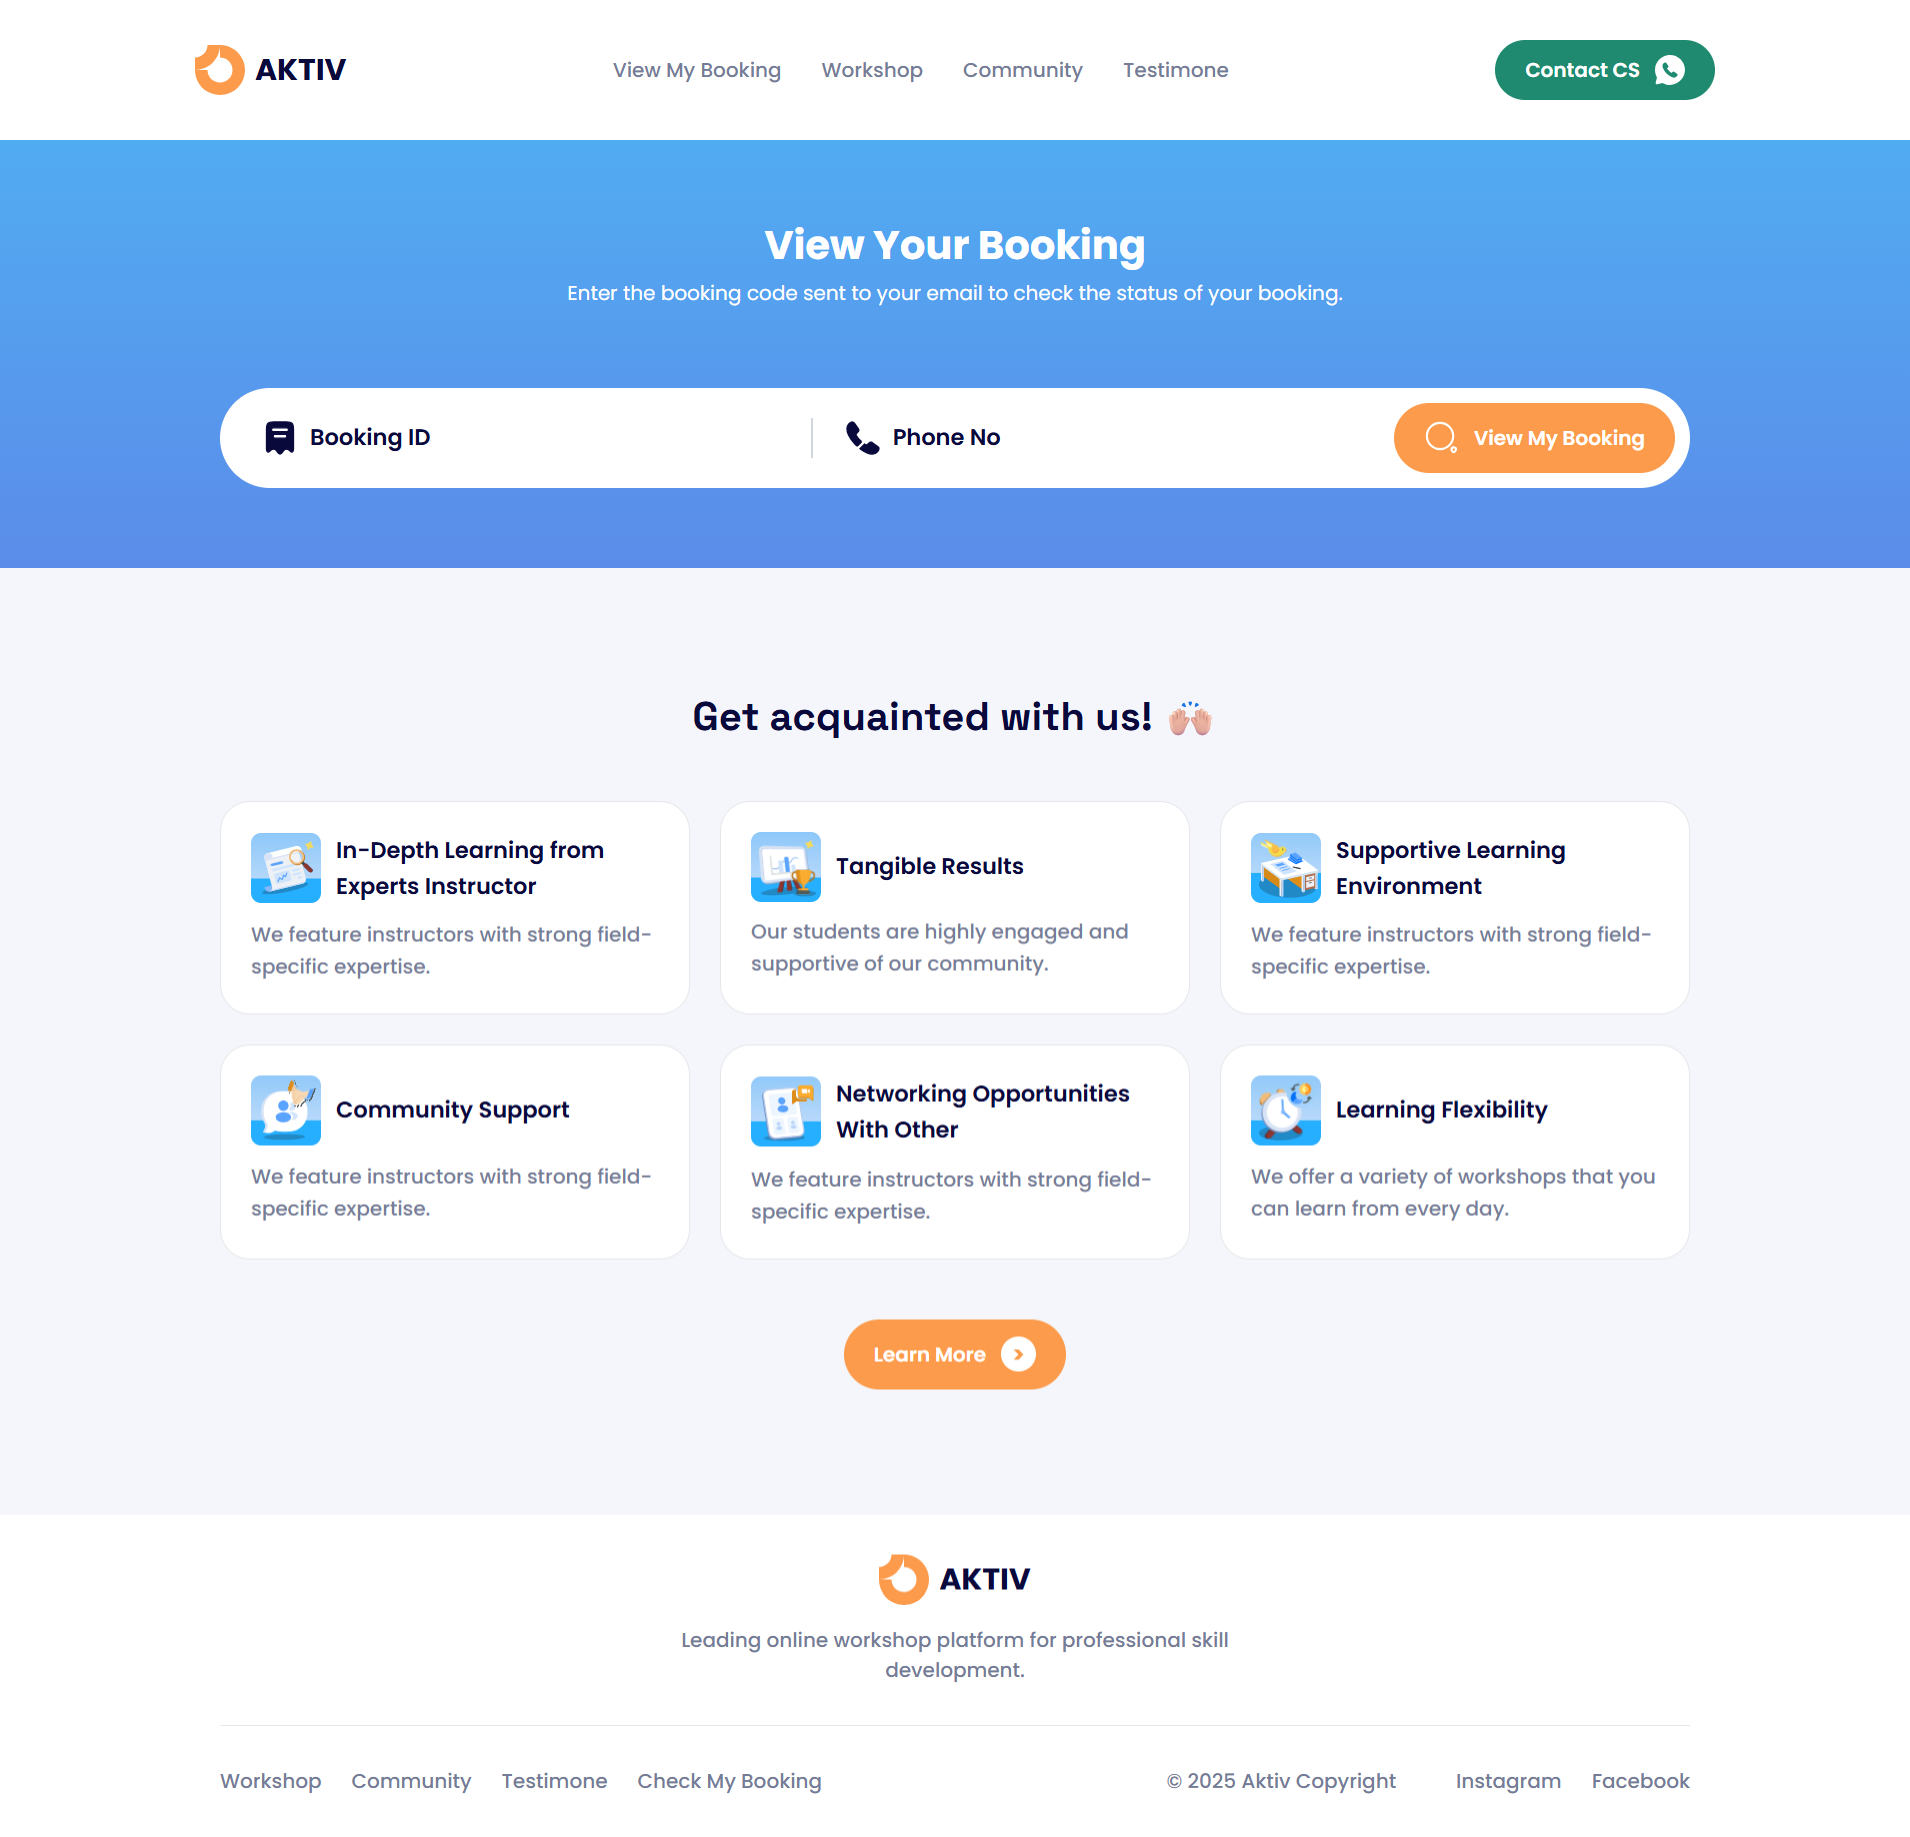 AKTIV
View My Booking
Workshop
Community
Testimone
Contact CS
View Your Booking
Enter the booking code sent to your email to check the status of your booking.
Booking ID
Phone No
View My Booking
Get acquainted with us! 🙌🏻
In-Depth Learning from
Experts Instructor
We feature instructors with strong field-
specific expertise.
Tangible Results
Our students are highly engaged and
supportive of our community.
Supportive Learning
Environment
We feature instructors with strong field-
specific expertise.
Community Support
We feature instructors with strong field-
specific expertise.
Networking Opportunities
With Other
We feature instructors with strong field-
specific expertise.
Learning Flexibility
We offer a variety of workshops that you
can learn from every day.
Learn More
AKTIV
Leading online workshop platform for professional skill
development.
Workshop
Community
Testimone
Check My Booking
© 2025 Aktiv Copyright
Instagram
Facebook